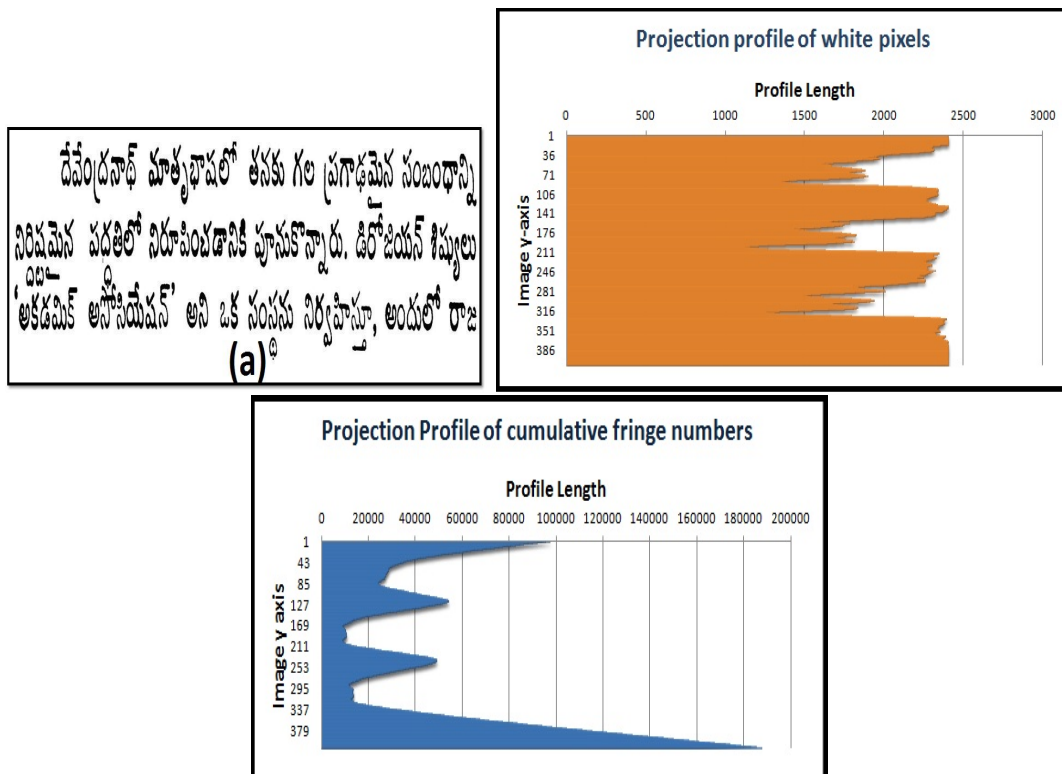 దేవేంద్రనాథ్ మాతృభాషలో తనకు గల ప్రగాఢమైన సంబంధాన్ని
నిర్దిష్టమైన పద్ధతిలో నిరూపించడానికి పూనుకొన్నారు. డిరోజియన్ శిష్యులు
'అకడమిక్ అసోసియేషన్' అని ఒక సంస్థను నిర్వహిస్తూ, అందులో రాజ
(a)
Projection profile of white pixels
Profile Length
0 500 1000 1500 2000 2500 3000
Image y-axis
1
36
71
106
141
176
211
246
281
316
351
386
Projection Profile of cumulative fringe numbers
Profile Length
0 20000 40000 60000 80000 100000 120000 140000 160000 180000 200000
Image y axis
1
43
85
127
169
211
253
295
337
379